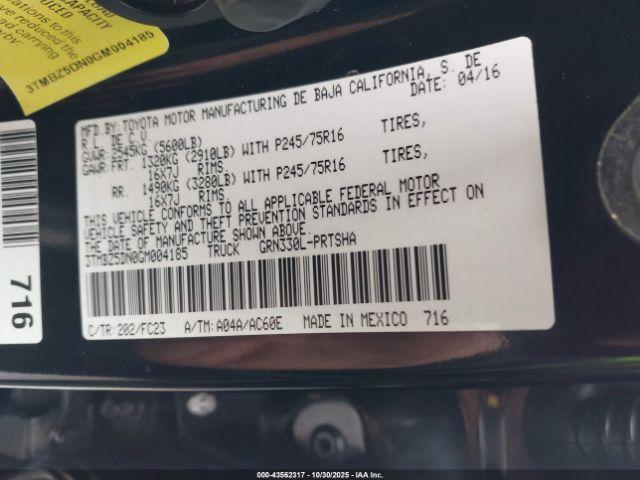 CAPACITY
3TMBZ5DN0GM004185
716
MFD.BY:TOYOTA MOTOR MANUFACTURING DE BAJA CALIFORNIA, S. DE
R L. DE C.V. DATE: 04/16
GVWR 2545KG (5600LB)
GAWR:FRT. 1320KG (2910LB) WITH P245/75R16 TIRES,
16X7J RIMS.
RR. 1490KG (3280LB) WITH P245/75R16 TIRES,
16X7J RIMS.
THIS VEHICLE CONFORMS TO ALL APPLICABLE FEDERAL MOTOR
VEHICLE SAFETY AND THEFT PREVENTION STANDARDS IN EFFECT ON
THE DATE OF MANUFACTURE SHOWN ABOVE.
3TMBZ5DN0GM004185 TRUCK GRN330L-PRTSHA
C/TR:202/FC23 A/TM:A04A/AC60E MADE IN MEXICO 716
000-43562317 | 10/30/2025 | IAA Inc.